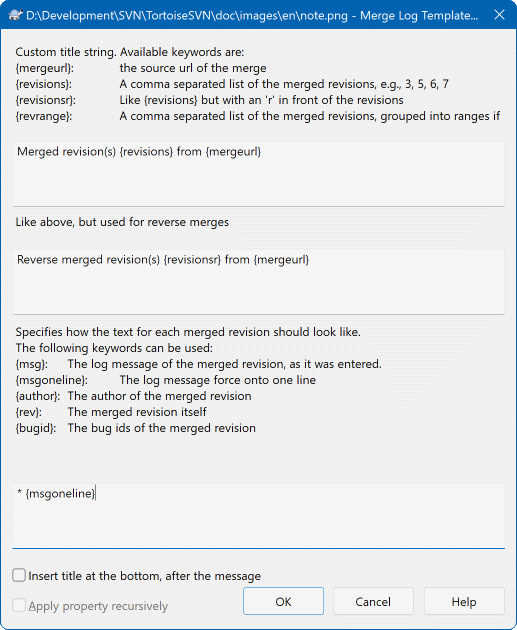 D:\Development\SVN\TortoiseSVN\doc\images\en\note.png - Merge Log Template...
Custom title string. Available keywords are:
{mergeurl}: the source url of the merge
{revisions}: A comma separated list of the merged revisions, e.g., 3, 5, 6, 7
{revisionsr}: Like {revisions} but with an 'r' in front of the revisions
{revrange}: A comma separated list of the merged revisions, grouped into ranges if
Merged revision(s) {revisions} from {mergeurl}
Like above, but used for reverse merges
Reverse merged revision(s) {revisionsr} from {mergeurl}
Specifies how the text for each merged revision should look like.
The following keywords can be used:
{msg}: The log message of the merged revision, as it was entered.
{msgoneline}: The log message force onto one line
{author}: The author of the merged revision
{rev}: The merged revision itself
{bugid}: The bug ids of the merged revision
* {msgoneline}
Insert title at the bottom, after the message
Apply property recursively
OK Cancel Help